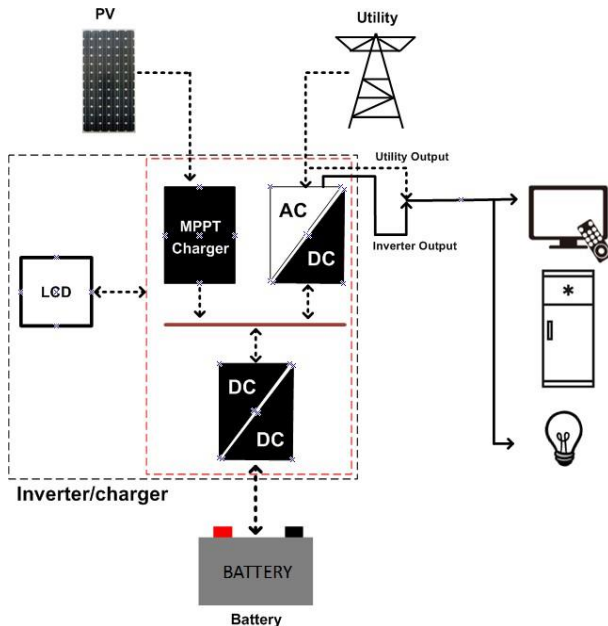 PV
Utility
Utility Output
AC
MPPT
Charger
DC
Inverter Output
LCD
DC
DC
Inverter/charger
BATTERY
Battery